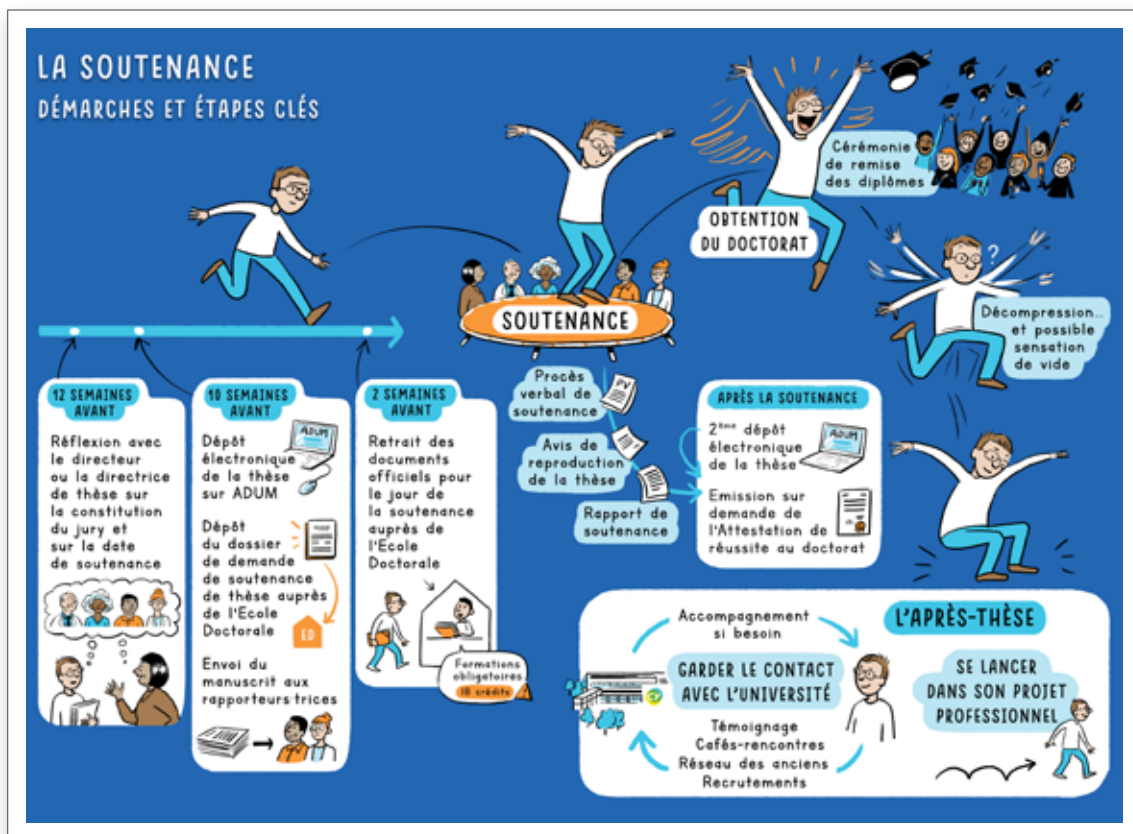 LA SOUTENANCE
DÉMARCHES ET ÉTAPES CLÉS
12 SEMAINES
AVANT
Réflexion avec
le directeur
ou la directrice
de thèse sur
la constitution
du jury et
sur la date
de soutenance
10 SEMAINES
AVANT
Dépôt
électronique
de la thèse
sur ADUM
ADUM
Dépôt
du dossier
de demande
de soutenance
de thèse auprès
de l'Ecole
Doctorale
ED
Envoi du
manuscrit aux
rapporteurs·trices
2 SEMAINES
AVANT
Retrait des
documents
officiels pour
le jour de
la soutenance
auprès de
l'Ecole
Doctorale
Formations
obligatoires
18 crédits
SOUTENANCE
Procès
verbal de
soutenance
PV
Avis de
reproduction
de la thèse
Rapport de
soutenance
OBTENTION
DU DOCTORAT
Cérémonie
de remise
des diplômes
?
Décompression...
et possible
sensation
de vide
APRÈS LA SOUTENANCE
2ème dépôt
électronique
de la thèse
ADUM
Emission sur
demande de
l'Attestation de
réussite au doctorat
L'APRÈS-THÈSE
Accompagnement
si besoin
GARDER LE CONTACT
AVEC L'UNIVERSITÉ
Témoignage
Cafés-rencontres
Réseau des anciens
Recrutements
SE LANCER
DANS SON PROJET
PROFESSIONNEL